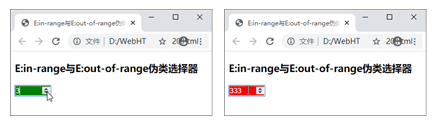 E:in-range与E:out-of-range伪
文件 D:/WebHT
E:in-range与E:out-of-range伪类选择器
3
E:in-range与E:out-of-range伪
文件 D:/WebHT
E:in-range与E:out-of-range伪类选择器
333